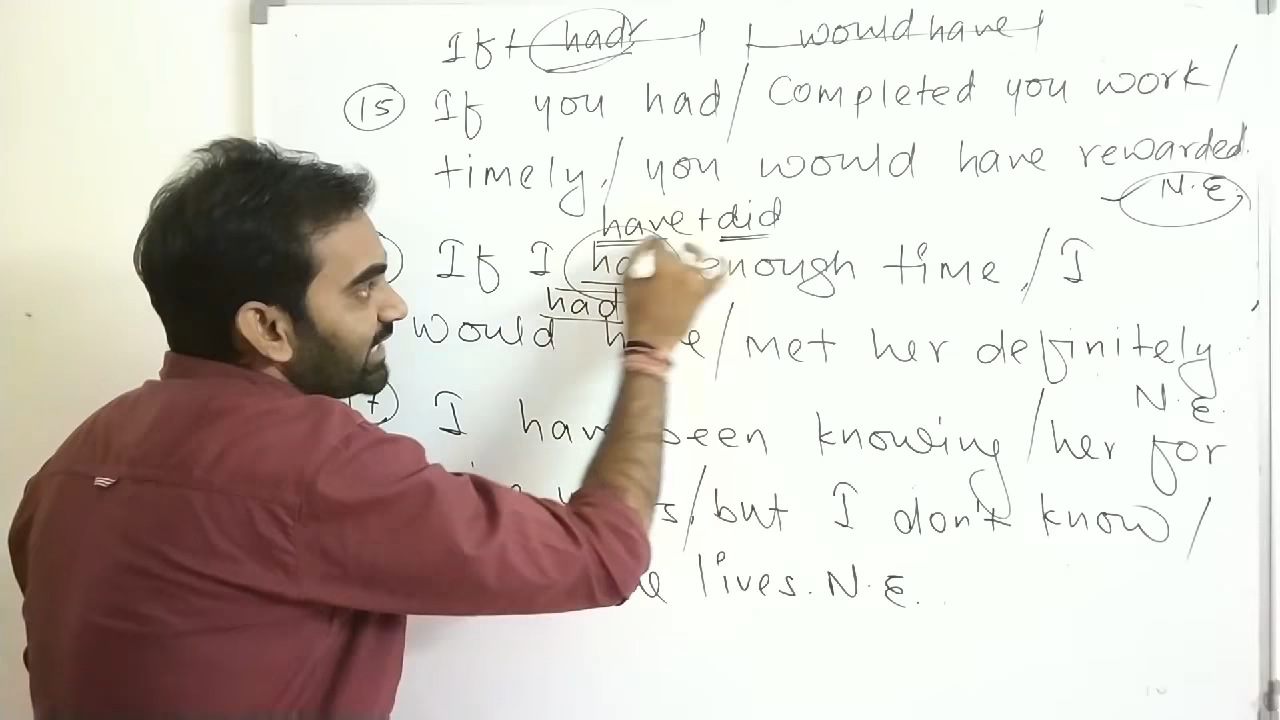 If + had would have
15 If you had / completed you work /
timely, / you would have rewarded.
N.E.
have + did
If I enough time, / I
had
would / met her definitely
N.E.
I been knowing / her for
/ but I don't know /
lives. N.E.